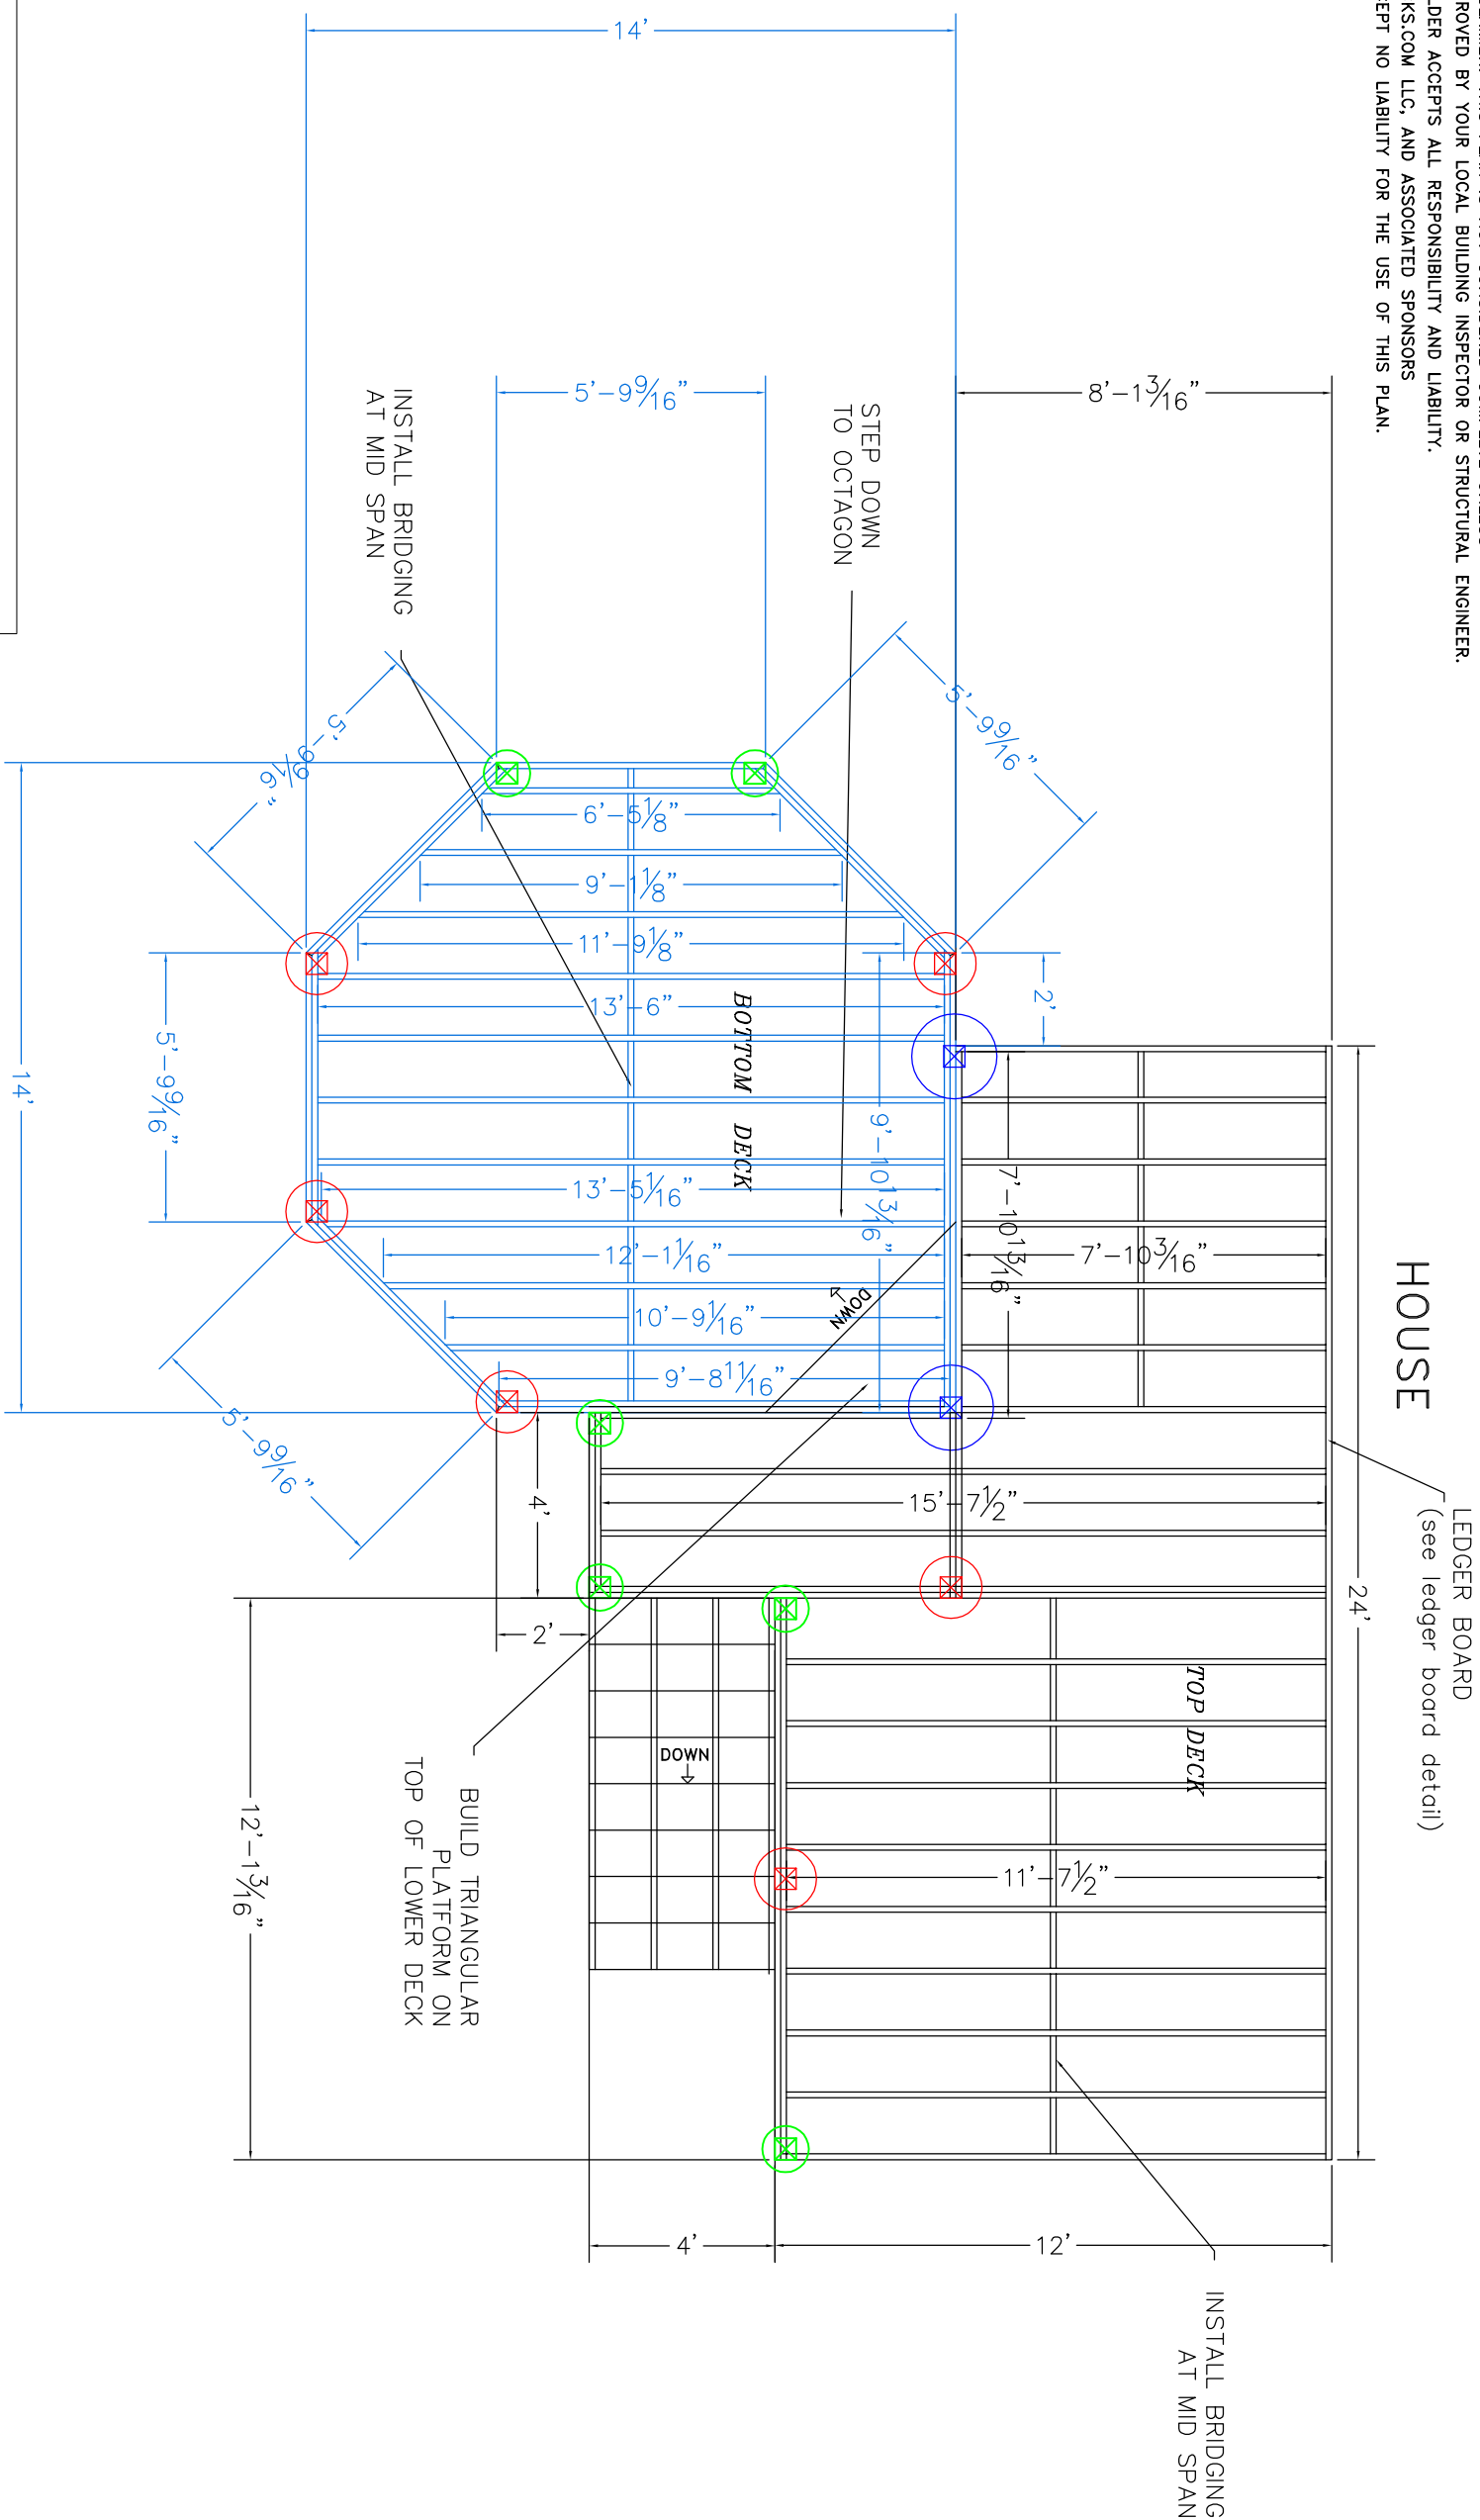 ROVED BY YOUR LOCAL BUILDING INSPECTOR OR STRUCTURAL ENGINEER.
LDER ACCEPTS ALL RESPONSIBILITY AND LIABILITY.
KS.COM LLC, AND ASSOCIATED SPONSORS
CEPT NO LIABILITY FOR THE USE OF THIS PLAN.
HOUSE
LEDGER BOARD
(see ledger board detail)
24'
14'
8'-1 3/16"
5'-9 9/16"
STEP DOWN
TO OCTAGON
INSTALL BRIDGING
AT MID SPAN
5'-9 9/16"
5'-9 9/16"
6'-5 1/8"
9'-1 1/8"
11'-9 1/8"
13'-6"
2'
BOTTOM DECK
5'-9 9/16"
14'
9'-10 13/16"
7'-10 13/16"
7'-10 3/16"
13'-5 1/16"
12'-1 1/16"
10'-9 1/16"
9'-8 11/16"
DOWN
5'-9 9/16"
4'
15'-7 1/2"
2'
TOP DECK
DOWN
11'-7 1/2"
12'-1 3/16"
BUILD TRIANGULAR
PLATFORM ON
TOP OF LOWER DECK
4'
12'
INSTALL BRIDGING
AT MID SPAN